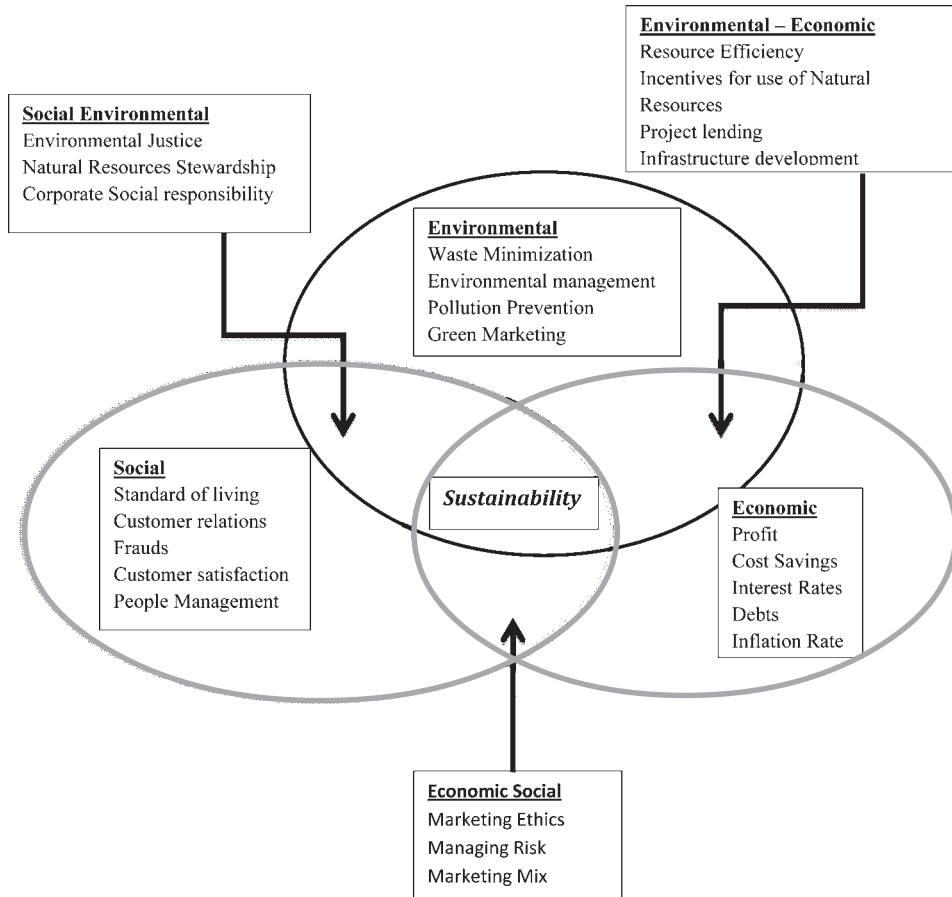 Environmental – Economic
Resource Efficiency
Incentives for use of Natural
Resources
Project lending
Infrastructure development
Social Environmental
Environmental Justice
Natural Resources Stewardship
Corporate Social responsibility
Environmental
Waste Minimization
Environmental management
Pollution Prevention
Green Marketing
Social
Standard of living
Customer relations
Frauds
Customer satisfaction
People Management
Sustainability
Economic
Profit
Cost Savings
Interest Rates
Debts
Inflation Rate
Economic Social
Marketing Ethics
Managing Risk
Marketing Mix